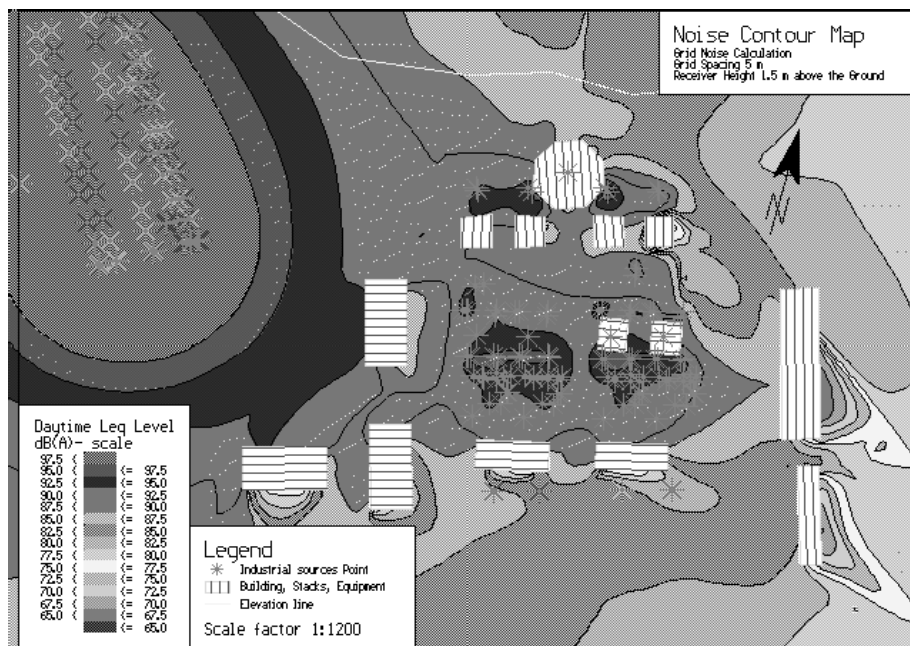 Noise Contour Map
Grid Noise Calculation
Grid Spacing 5 m
Receiver Height 1.5 m above the Ground
N
Daytime Leq Level
dB(A)- scale
97.5 <
95.0 < <= 97.5
92.5 < <= 95.0
90.0 < <= 92.5
87.5 < <= 90.0
85.0 < <= 87.5
82.5 < <= 85.0
80.0 < <= 82.5
77.5 < <= 80.0
75.0 < <= 77.5
72.5 < <= 75.0
70.0 < <= 72.5
67.5 < <= 70.0
65.0 < <= 67.5
<= 65.0
Legend
Industrial sources Point
Building, Stacks, Equipment
Elevation line
Scale factor 1:1200